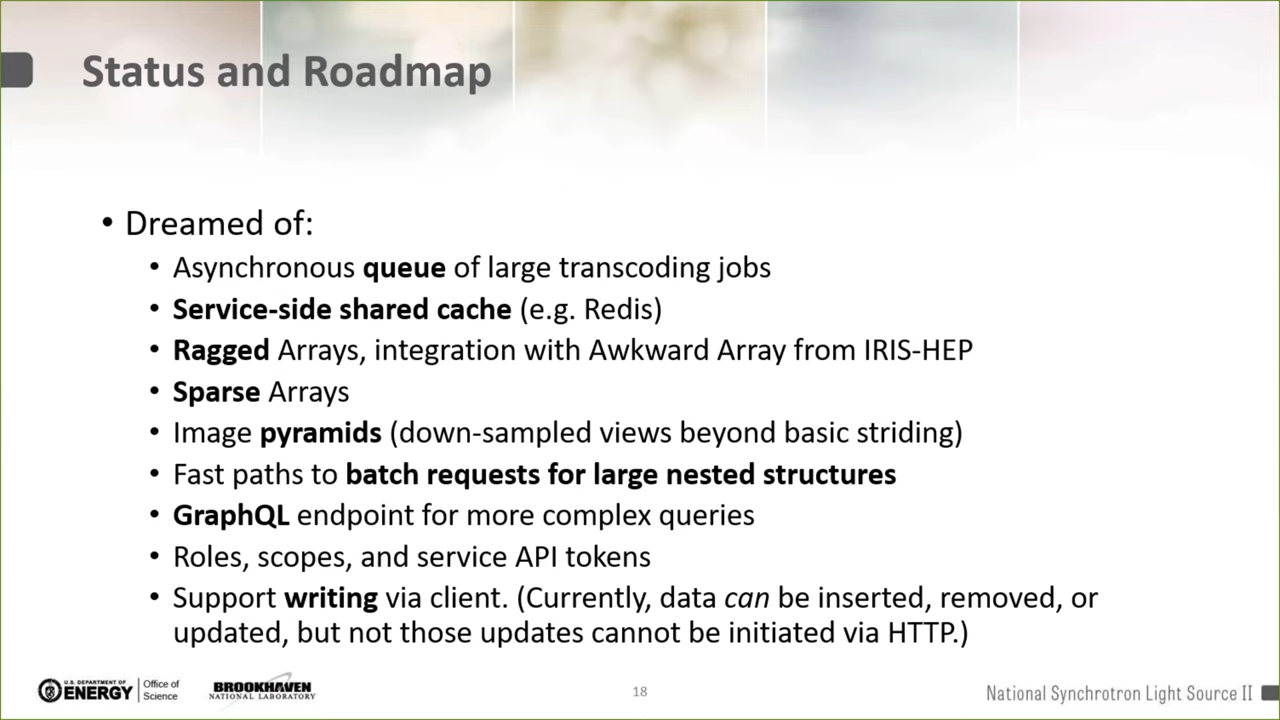 Status and Roadmap
• Dreamed of:
• Asynchronous queue of large transcoding jobs
• Service-side shared cache (e.g. Redis)
• Ragged Arrays, integration with Awkward Array from IRIS-HEP
• Sparse Arrays
• Image pyramids (down-sampled views beyond basic striding)
• Fast paths to batch requests for large nested structures
• GraphQL endpoint for more complex queries
• Roles, scopes, and service API tokens
• Support writing via client. (Currently, data can be inserted, removed, or
updated, but not those updates cannot be initiated via HTTP.)
U.S. DEPARTMENT OF
ENERGY
Office of
Science
BROOKHAVEN
NATIONAL LABORATORY
18
National Synchrotron Light Source II